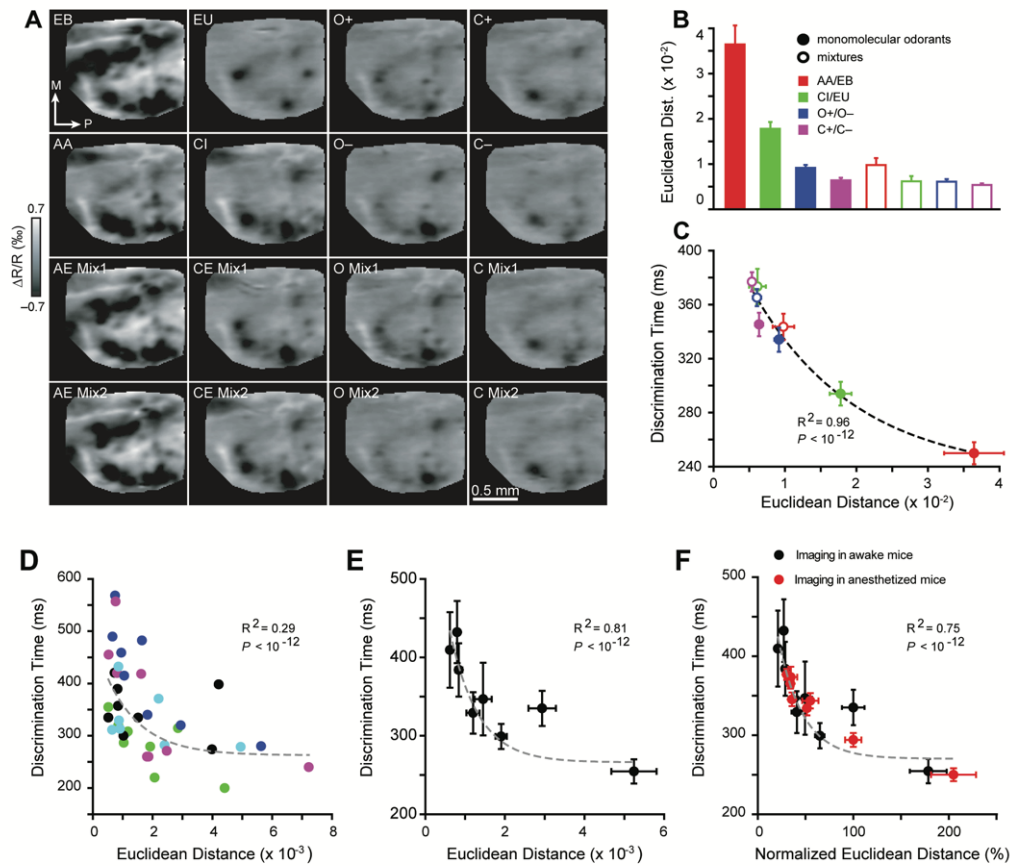 A
EB
EU
O+
C+
M
P
AA
CI
O–
C–
0.7
ΔR/R (‰)
–0.7
AE Mix1
CE Mix1
O Mix1
C Mix1
AE Mix2
CE Mix2
O Mix2
C Mix2
0.5 mm
B
Euclidean Dist. (x 10-2)
4
3
2
1
0
monomolecular odorants
mixtures
AA/EB
CI/EU
O+/O–
C+/C–
C
Discrimination Time (ms)
400
360
320
280
240
R2 = 0.96
P < 10-12
0 1 2 3 4
Euclidean Distance (x 10-2)
D
Discrimination Time (ms)
600
500
400
300
200
R2 = 0.29
P < 10-12
0 2 4 6 8
Euclidean Distance (x 10-3)
E
Discrimination Time (ms)
500
400
300
200
R2 = 0.81
P < 10-12
0 2 4 6
Euclidean Distance (x 10-3)
F
Imaging in awake mice
Imaging in anesthetized mice
Discrimination Time (ms)
500
400
300
200
R2 = 0.75
P < 10-12
0 50 100 150 200
Normalized Euclidean Distance (%)